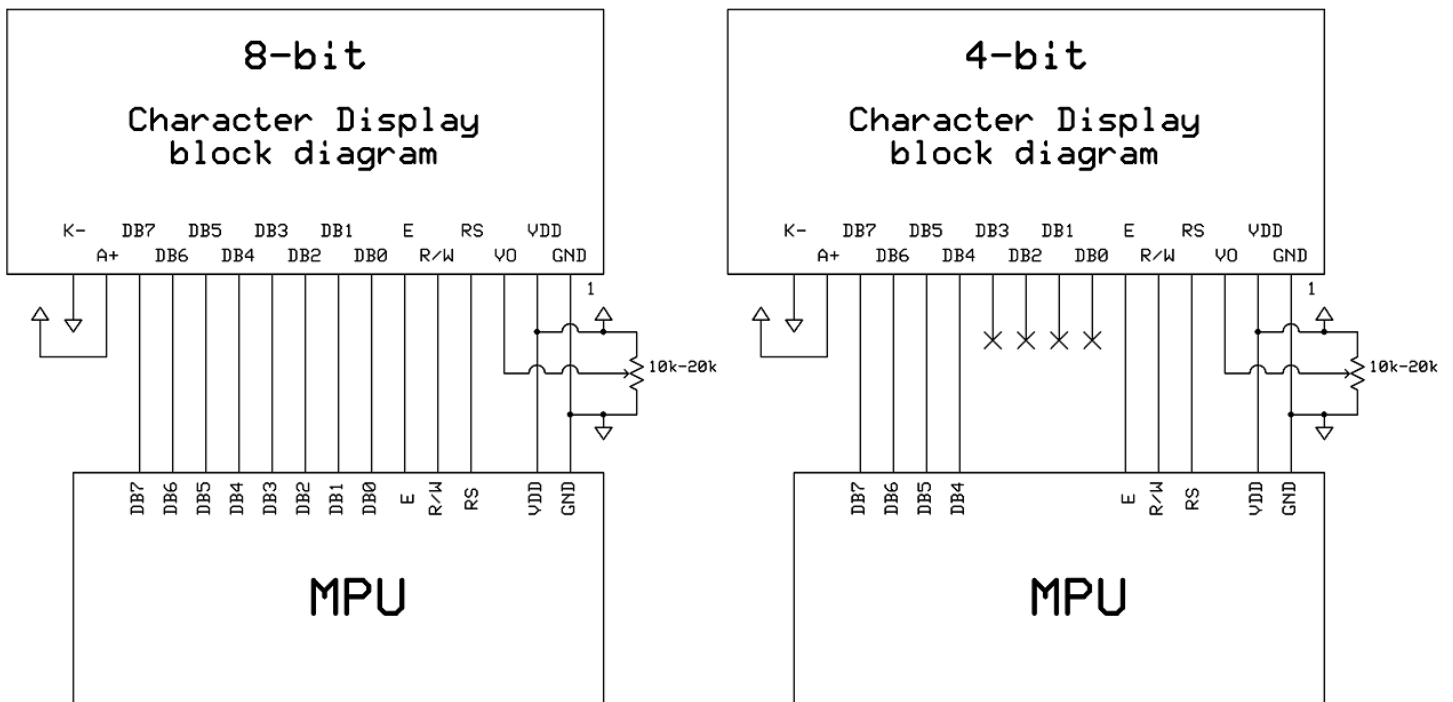 8-bit
Character Display
block diagram
K- DB7 DB5 DB3 DB1 E RS VDD
A+ DB6 DB4 DB2 DB0 R/W VO GND
1
10k-20k
DB7 DB6 DB5 DB4 DB3 DB2 DB1 DB0 E R/W RS VDD GND
MPU
4-bit
Character Display
block diagram
K- DB7 DB5 DB3 DB1 E RS VDD
A+ DB6 DB4 DB2 DB0 R/W VO GND
1
10k-20k
DB7 DB6 DB5 DB4 E R/W RS VDD GND
MPU